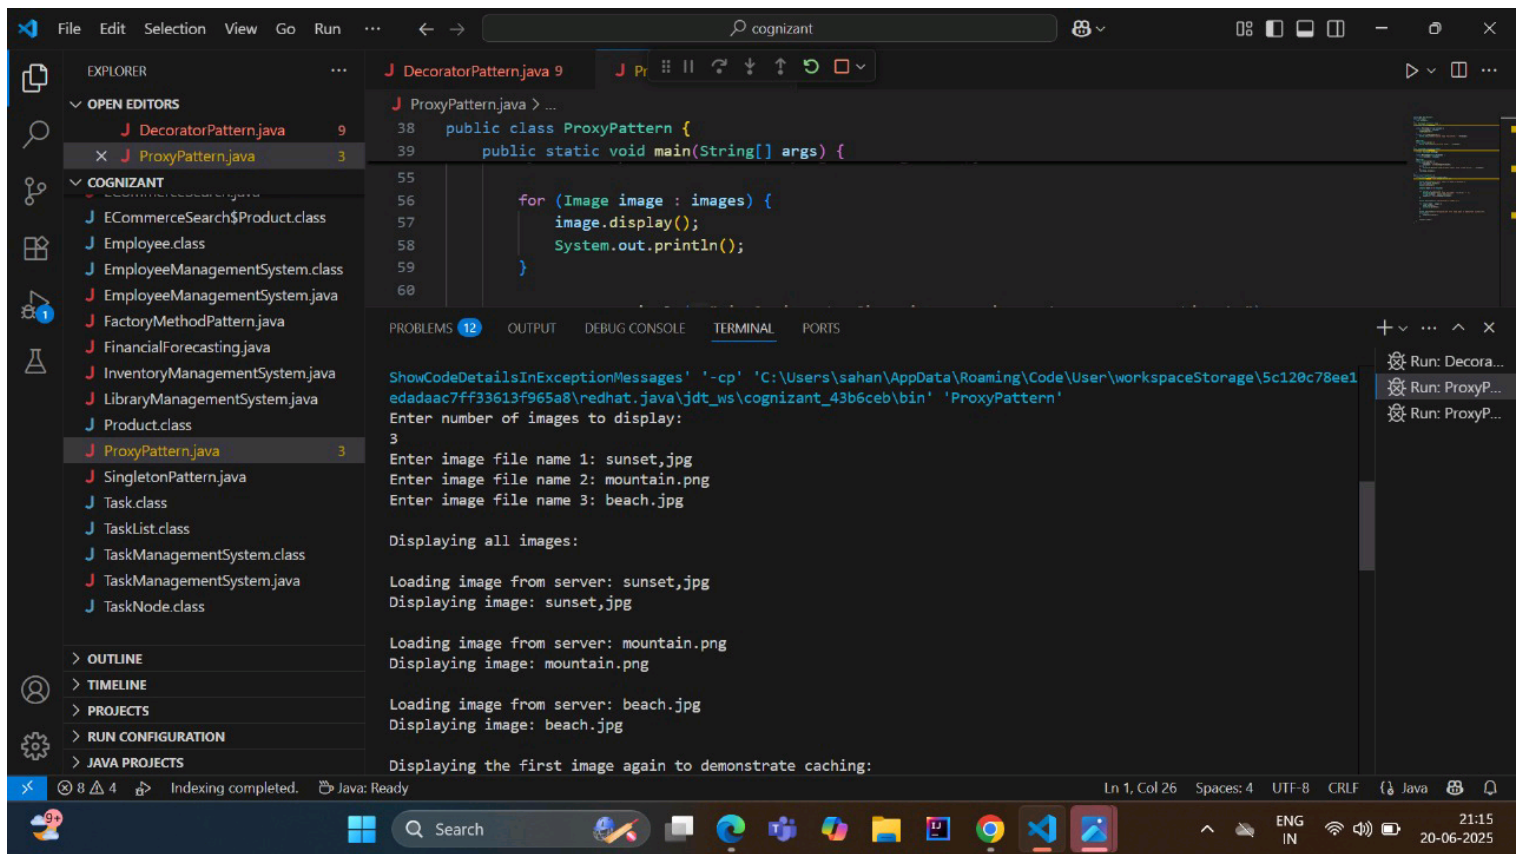 File Edit Selection View Go Run ··· cognizant
EXPLORER ···
OPEN EDITORS
J DecoratorPattern.java 9
J ProxyPattern.java 3
COGNIZANT
J ECommerceSearch$Product.class
J Employee.class
J EmployeeManagementSystem.class
J EmployeeManagementSystem.java
J FactoryMethodPattern.java
J FinancialForecasting.java
J InventoryManagementSystem.java
J LibraryManagementSystem.java
J Product.class
J ProxyPattern.java 3
J SingletonPattern.java
J Task.class
J TaskList.class
J TaskManagementSystem.class
J TaskManagementSystem.java
J TaskNode.class
OUTLINE
TIMELINE
PROJECTS
RUN CONFIGURATION
JAVA PROJECTS
1
J DecoratorPattern.java 9 J Pr
J ProxyPattern.java > ...
38 public class ProxyPattern {
39 public static void main(String[] args) {
55
56 for (Image image : images) {
57 image.display();
58 System.out.println();
59 }
60
PROBLEMS 12 OUTPUT DEBUG CONSOLE TERMINAL PORTS
ShowCodeDetailsInExceptionMessages' '-cp' 'C:\Users\sahan\AppData\Roaming\Code\User\workspaceStorage\5c120c78ee1
edadaac7ff33613f965a8\redhat.java\jdt_ws\cognizant_43b6ceb\bin' 'ProxyPattern'
Enter number of images to display:
3
Enter image file name 1: sunset,jpg
Enter image file name 2: mountain.png
Enter image file name 3: beach.jpg
Displaying all images:
Loading image from server: sunset,jpg
Displaying image: sunset,jpg
Loading image from server: mountain.png
Displaying image: mountain.png
Loading image from server: beach.jpg
Displaying image: beach.jpg
Displaying the first image again to demonstrate caching:
Run: Decora...
Run: ProxyP...
Run: ProxyP...
8 4 Indexing completed. Java: Ready Ln 1, Col 26 Spaces: 4 UTF-8 CRLF {} Java
9+ Search ENG IN 21:15
20-06-2025